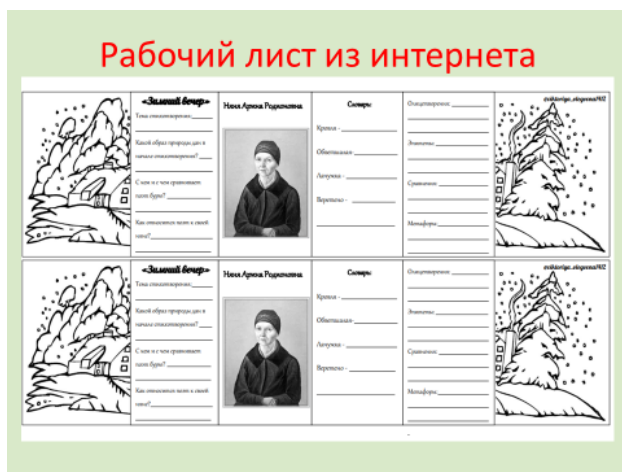 Рабочий лист из интернета
«Зимний вечер»
Тема стихотворения:
Какой образ природы дан в
начале стихотворения?
С чем и с чем сравнивает
поэт бурю?
Как относится поэт к своей
няне?
Няня Арина Родионовна
Словарь:
Кровля -
Обветшалая-
Лачужка -
Веретено -
Олицетворения:
Эпитеты:
Сравнения:
Метафоры:
«Зимний вечер»
Тема стихотворения:
Какой образ природы дан в
начале стихотворения?
С чем и с чем сравнивает
поэт бурю?
Как относится поэт к своей
няне?
Няня Арина Родионовна
Словарь:
Кровля -
Обветшалая-
Лачужка -
Веретено -
Олицетворения:
Эпитеты:
Сравнения:
Метафоры: